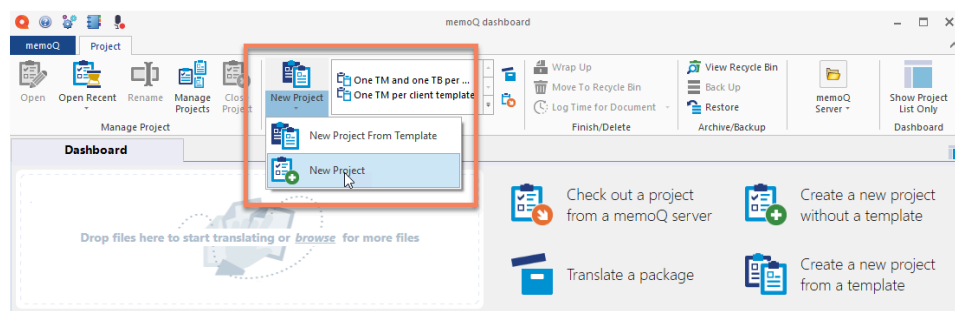 memoQ dashboard
memoQ
Project
Open
Open Recent
Rename
Manage
Projects
Clos
Project
Manage Project
New Project
One TM and one TB per ...
One TM per client template
New Project From Template
New Project
Wrap Up
Move To Recycle Bin
Log Time for Document
Finish/Delete
View Recycle Bin
Back Up
Restore
Archive/Backup
memoQ
Server
Show Project
List Only
Dashboard
Dashboard
Drop files here to start translating or browse for more files
Check out a project
from a memoQ server
Create a new project
without a template
Translate a package
Create a new project
from a template